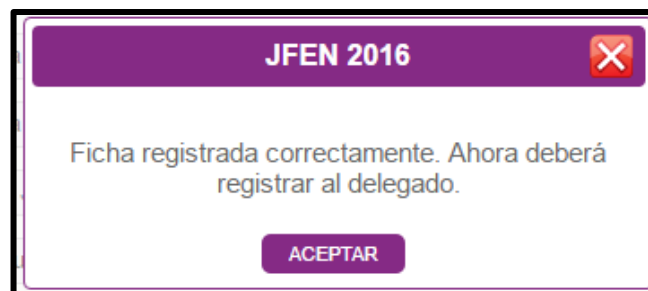 JFEN 2016
Ficha registrada correctamente. Ahora deberá
registrar al delegado.
ACEPTAR